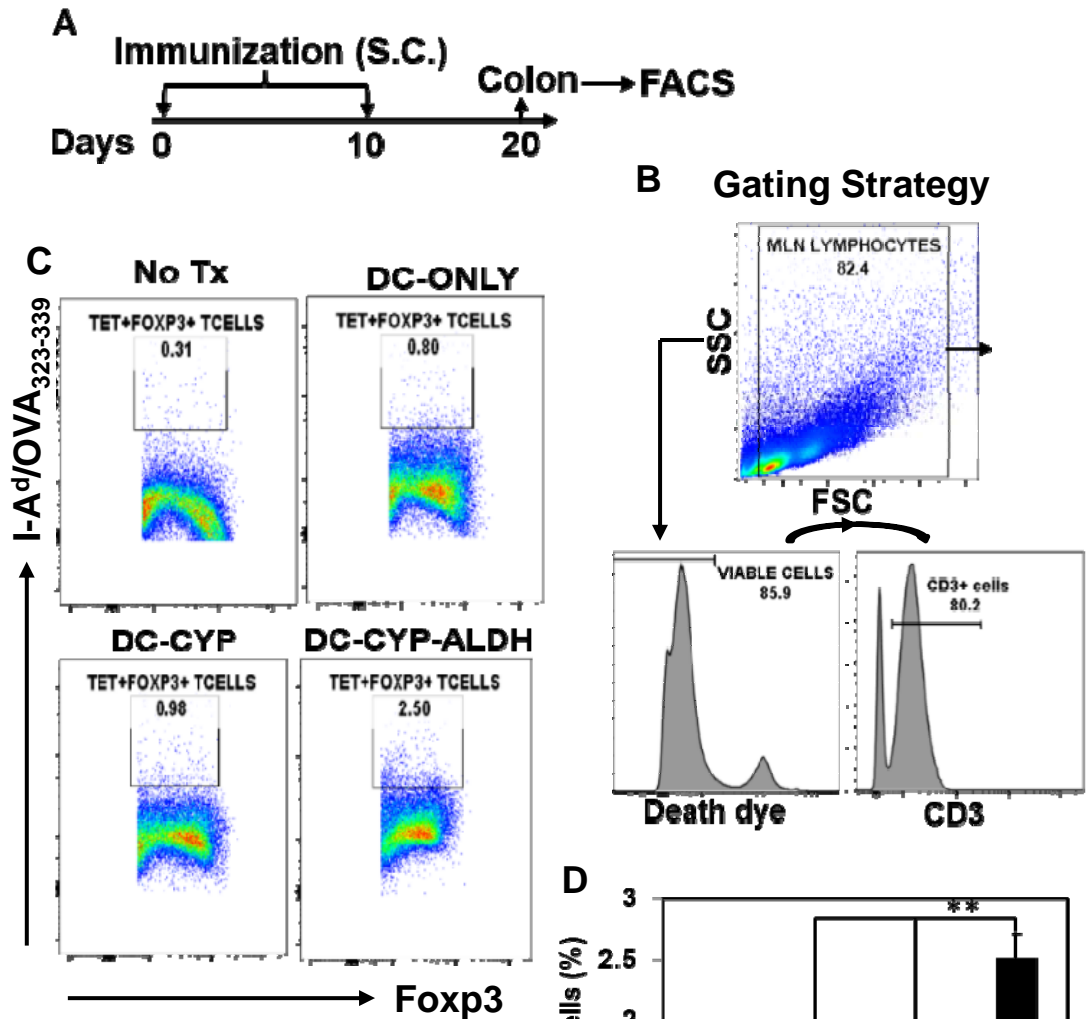 A
Immunization (S.C.)
Colon FACS
Days 0 10 20
B Gating Strategy
MLN LYMPHOCYTES
82.4
SSC
FSC
VIABLE CELLS
85.9
Death dye
CD3+ cells
80.2
CD3
C
No Tx
TET+FOXP3+ TCELLS
0.31
DC-ONLY
TET+FOXP3+ TCELLS
0.80
DC-CYP
TET+FOXP3+ TCELLS
0.98
DC-CYP-ALDH
TET+FOXP3+ TCELLS
2.50
I-Ad/OVA323-339
Foxp3
D
3
**
2.5